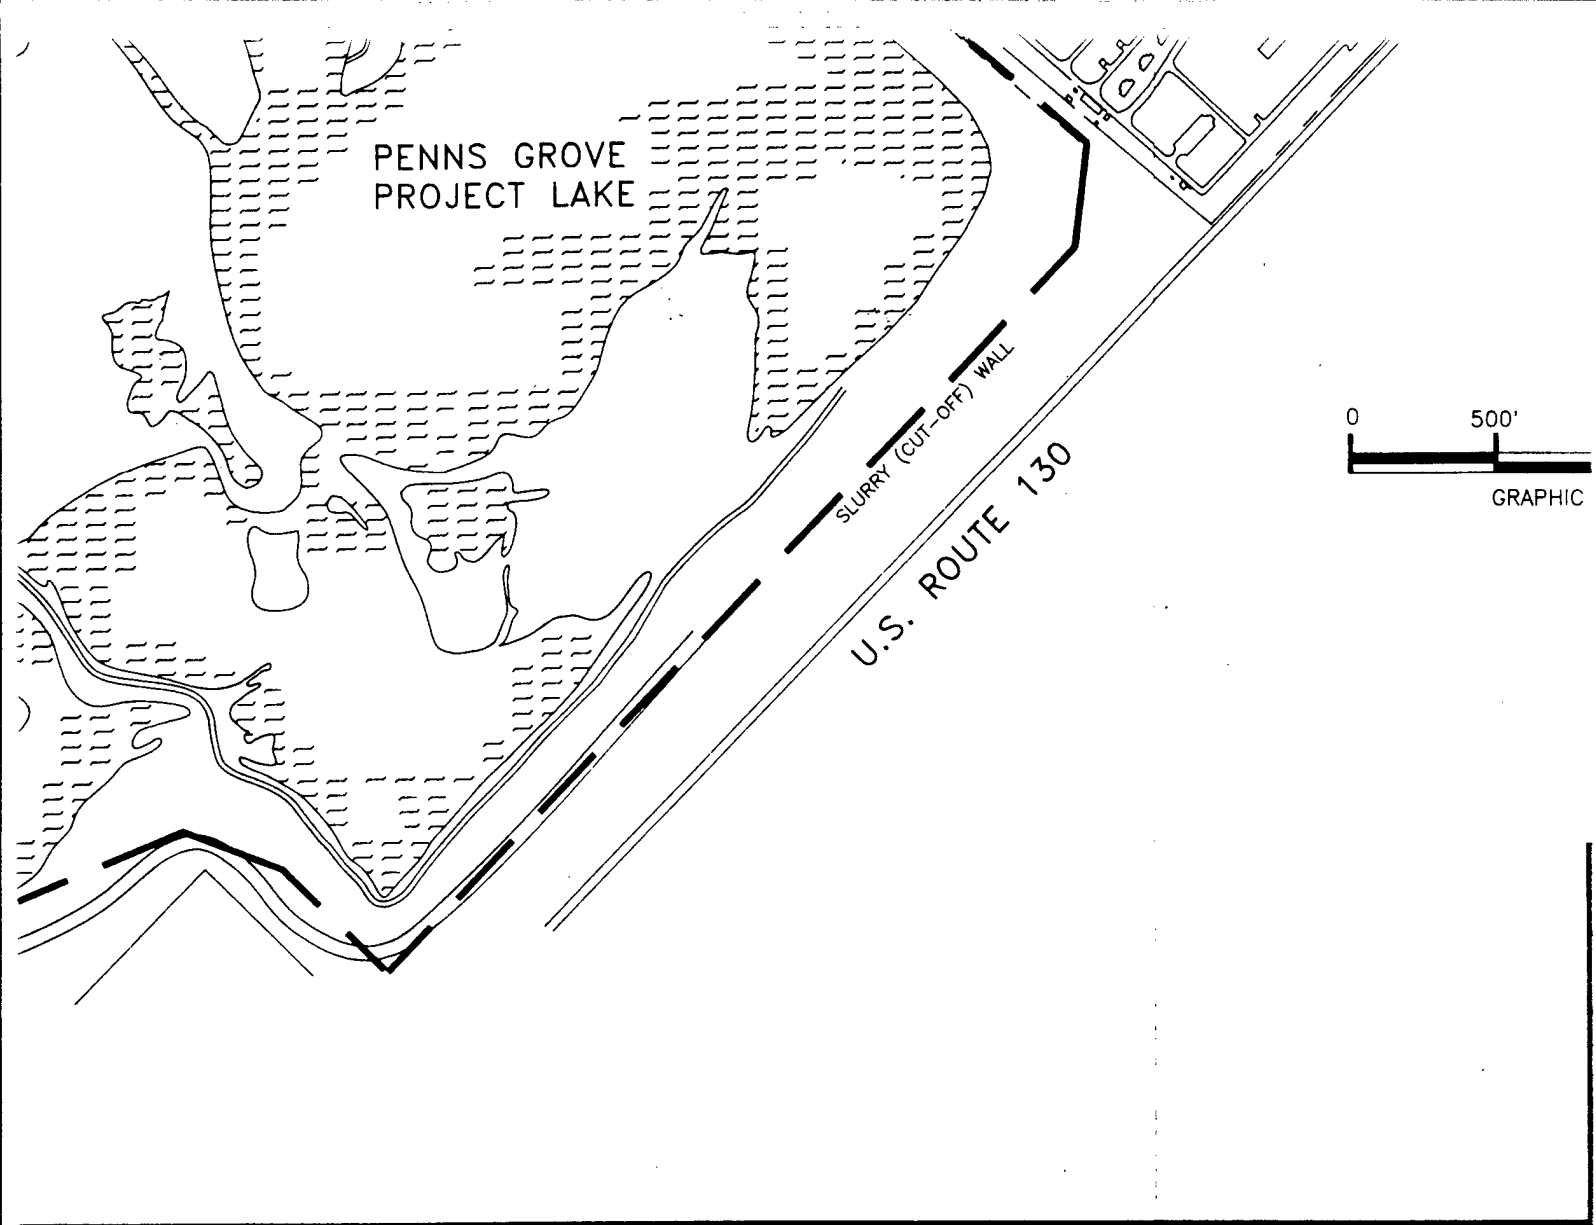 PENNS GROVE
PROJECT LAKE
SLURRY (CUT-OFF) WALL
U.S. ROUTE 130
0 500'
GRAPHIC